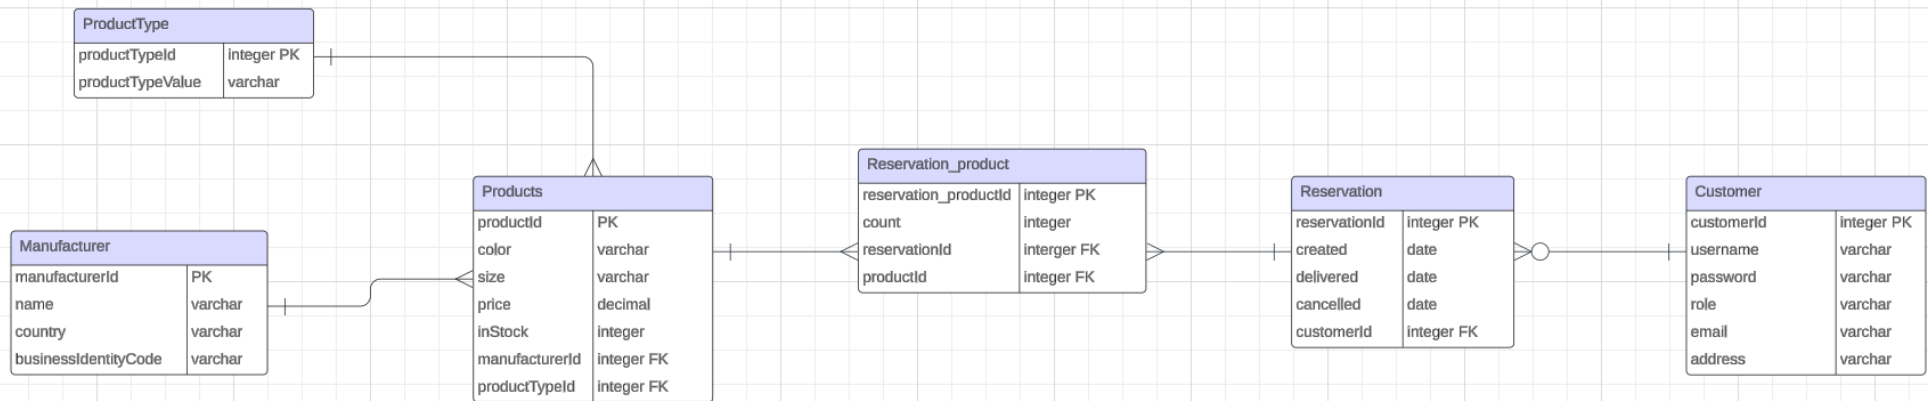 ProductType
productTypeId integer PK
productTypeValue varchar
Manufacturer
manufacturerId PK
name varchar
country varchar
businessIdentityCode varchar
Products
productId PK
color varchar
size varchar
price decimal
inStock integer
manufacturerId integer FK
productTypeId integer FK
Reservation_product
reservation_productId integer PK
count integer
reservationId interger FK
productId integer FK
Reservation
reservationId integer PK
created date
delivered date
cancelled date
customerId integer FK
Customer
customerId integer PK
username varchar
password varchar
role varchar
email varchar
address varchar